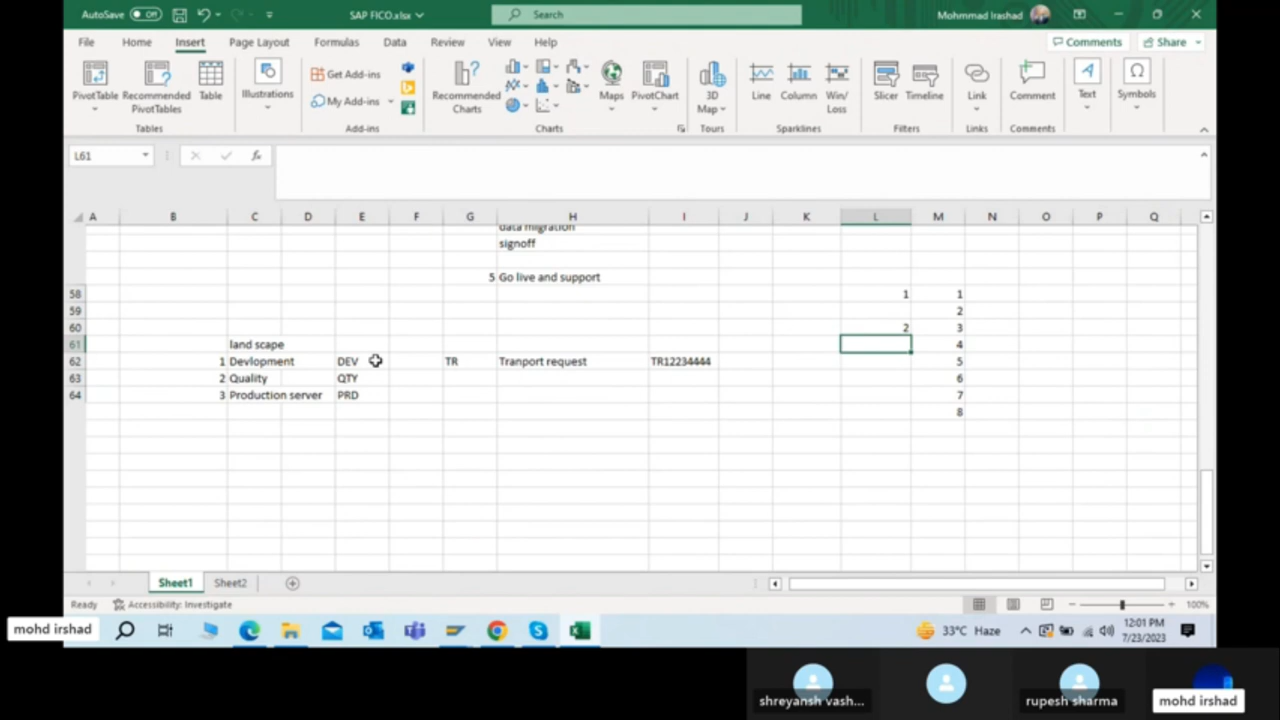 AutoSave Off SAP FICO.xlsx Search Mohmmad Irashad
File Home Insert Page Layout Formulas Data Review View Help Comments Share
PivotTable Recommended PivotTables Table Illustrations Get Add-ins My Add-ins Recommended Charts Maps PivotChart 3D Map Line Column Win/ Loss Slicer Timeline Link Comment Text Symbols
Tables Add-ins Charts Tours Sparklines Filters Links Comments
L61 fx
A B C D E F G H I J K L M N O P Q
data migration
signoff
5 Go live and support
58 1 1
59 2
60 2 3
61 land scape 4
62 1 Devlopment DEV TR Tranport request TR12234444 5
63 2 Quality QTY 6
64 3 Production server PRD 7
8
Sheet1 Sheet2
Ready Accessibility: Investigate 100%
mohd irshad 33°C Haze 12:01 PM
7/23/2023
shreyansh vash... rupesh sharma mohd irshad